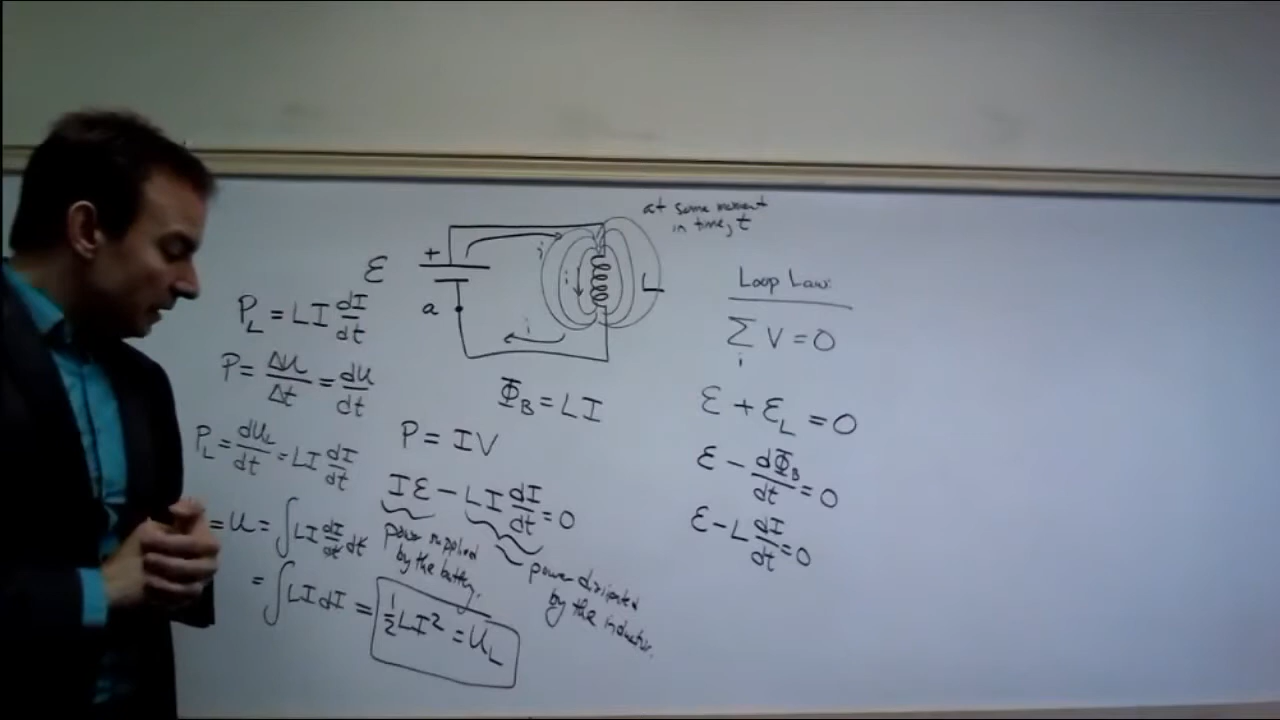 at some moment
in time, t
+
ε
i
i
L
a
i
Φ_B = LI
P_L = LI dI/dt
P = Δu/Δt = du/dt
P_L = du_L/dt = LI dI/dt
= u = ∫LI dI/dt dt
= ∫LI dI = 1/2 LI² = U_L
P = IV
Iε - LI dI/dt = 0
power supplied
by the battery.
power dissipated
by the inductor.
Loop Law:
∑_i V = 0
ε + ε_L = 0
ε - dΦ_B/dt = 0
ε - L dI/dt = 0